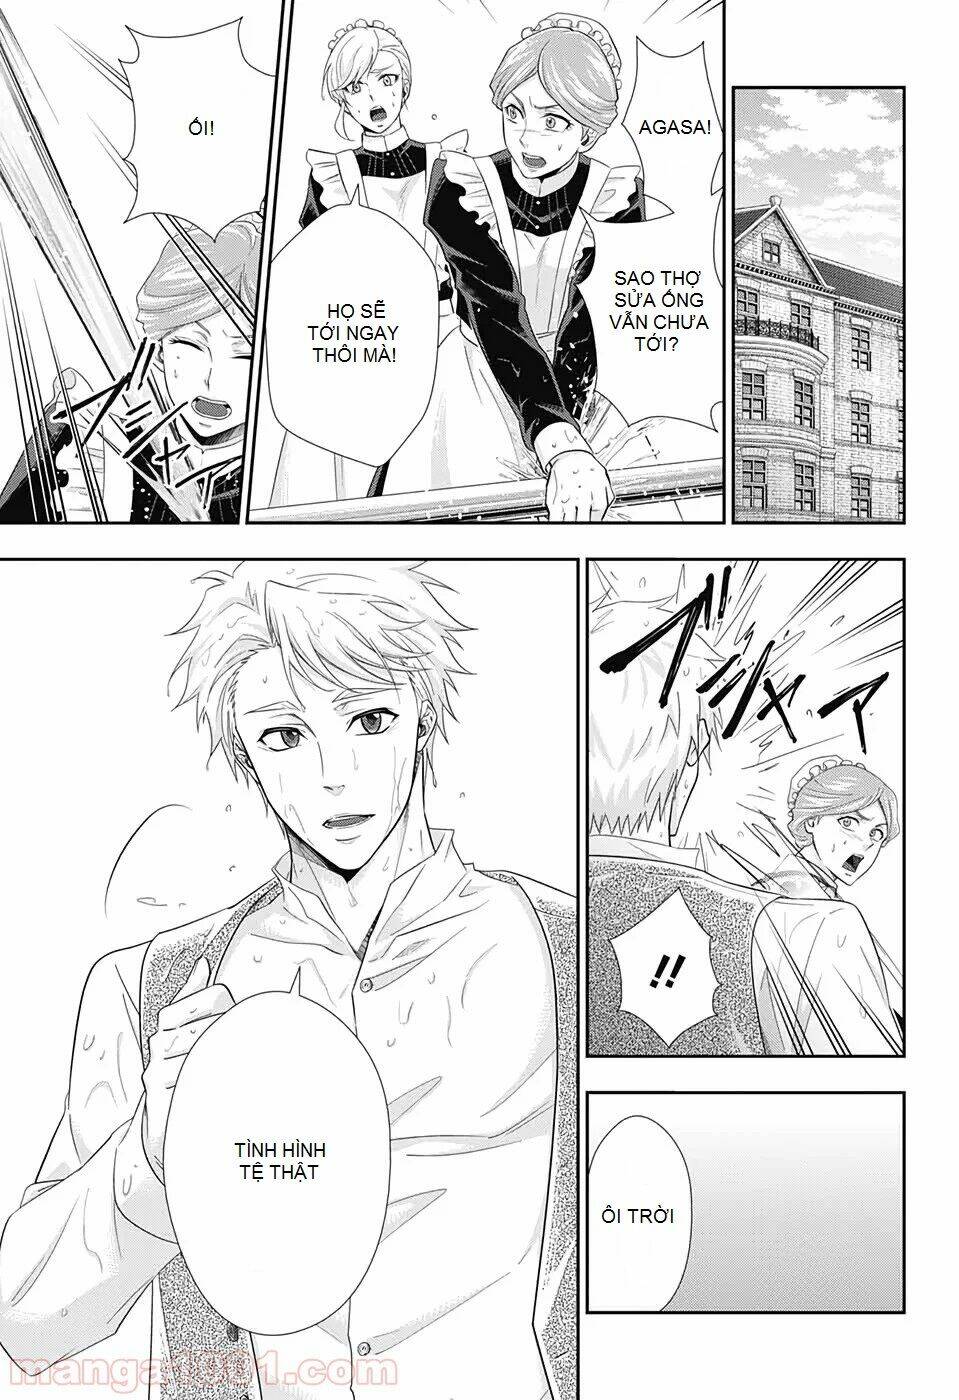 AGASA!
SAO THỢ
SỬA ỐNG
VẪN CHƯA
TỚI?
HỌ SẼ
TỚI NGAY
THÔI MÀ!
ỐI!
!!
ÔI TRỜI
TÌNH HÌNH
TỆ THẬT
manga1001.com